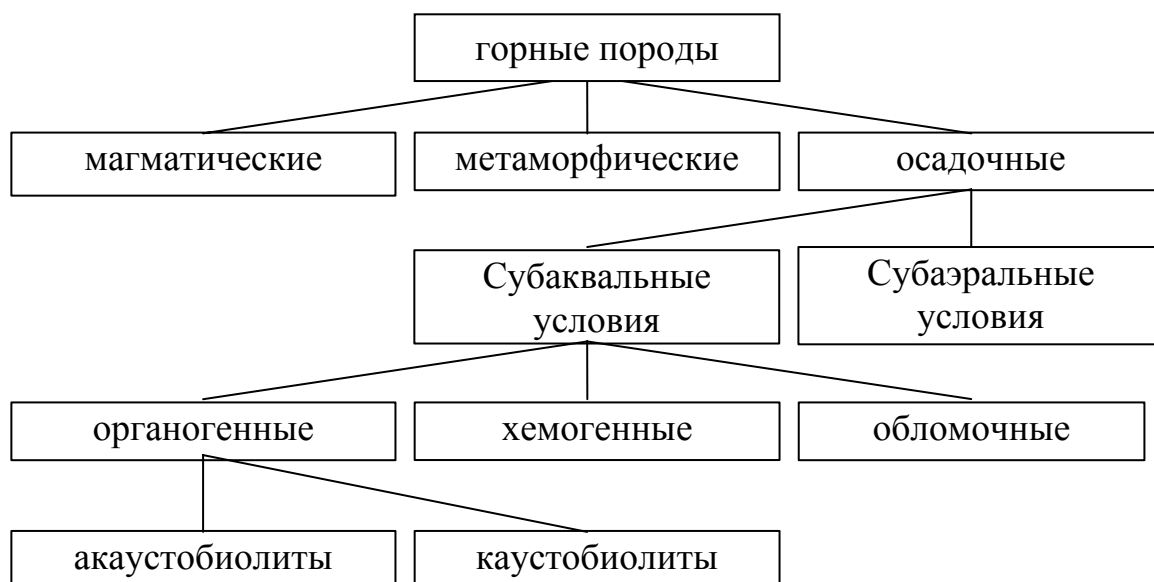 горные породы
магматические
метаморфические
осадочные
Субаквальные
условия
Субаэральные
условия
органогенные
хемогенные
обломочные
акаустобиолиты
каустобиолиты